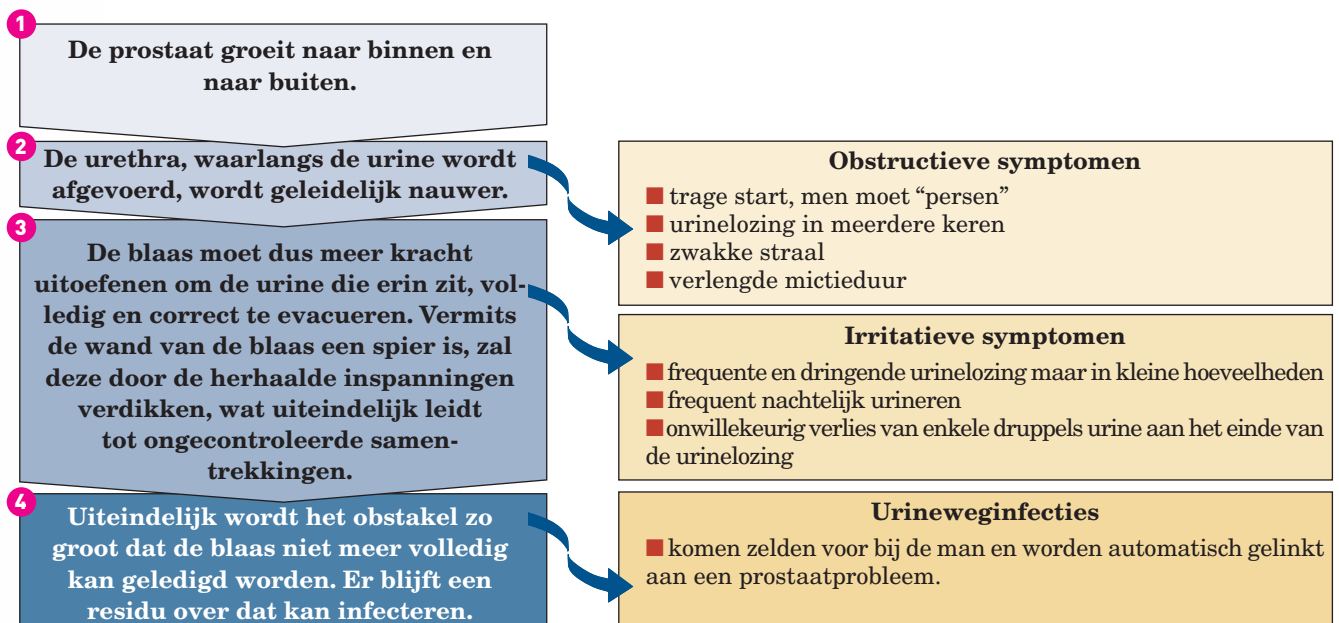 1
De prostaat groeit naar binnen en
naar buiten.
2
De urethra, waarlangs de urine wordt
afgevoerd, wordt geleidelijk nauwer.
Obstructieve symptomen
■ trage start, men moet “persen”
■ urinelozing in meerdere keren
■ zwakke straal
■ verlengde mictieduur
3
De blaas moet dus meer kracht
uitoefenen om de urine die erin zit, vol-
ledig en correct te evacueren. Vermits
de wand van de blaas een spier is, zal
deze door de herhaalde inspanningen
verdikken, wat uiteindelijk leidt
tot ongecontroleerde samen-
trekkingen.
Irritatieve symptomen
■ frequente en dringende urinelozing maar in kleine hoeveelheden
■ frequent nachtelijk urineren
■ onwillekeurig verlies van enkele druppels urine aan het einde van
de urinelozing
4
Uiteindelijk wordt het obstakel zo
groot dat de blaas niet meer volledig
kan geledigd worden. Er blijft een
residu over dat kan infecteren.
Urineweginfecties
■ komen zelden voor bij de man en worden automatisch gelinkt
aan een prostaatprobleem.